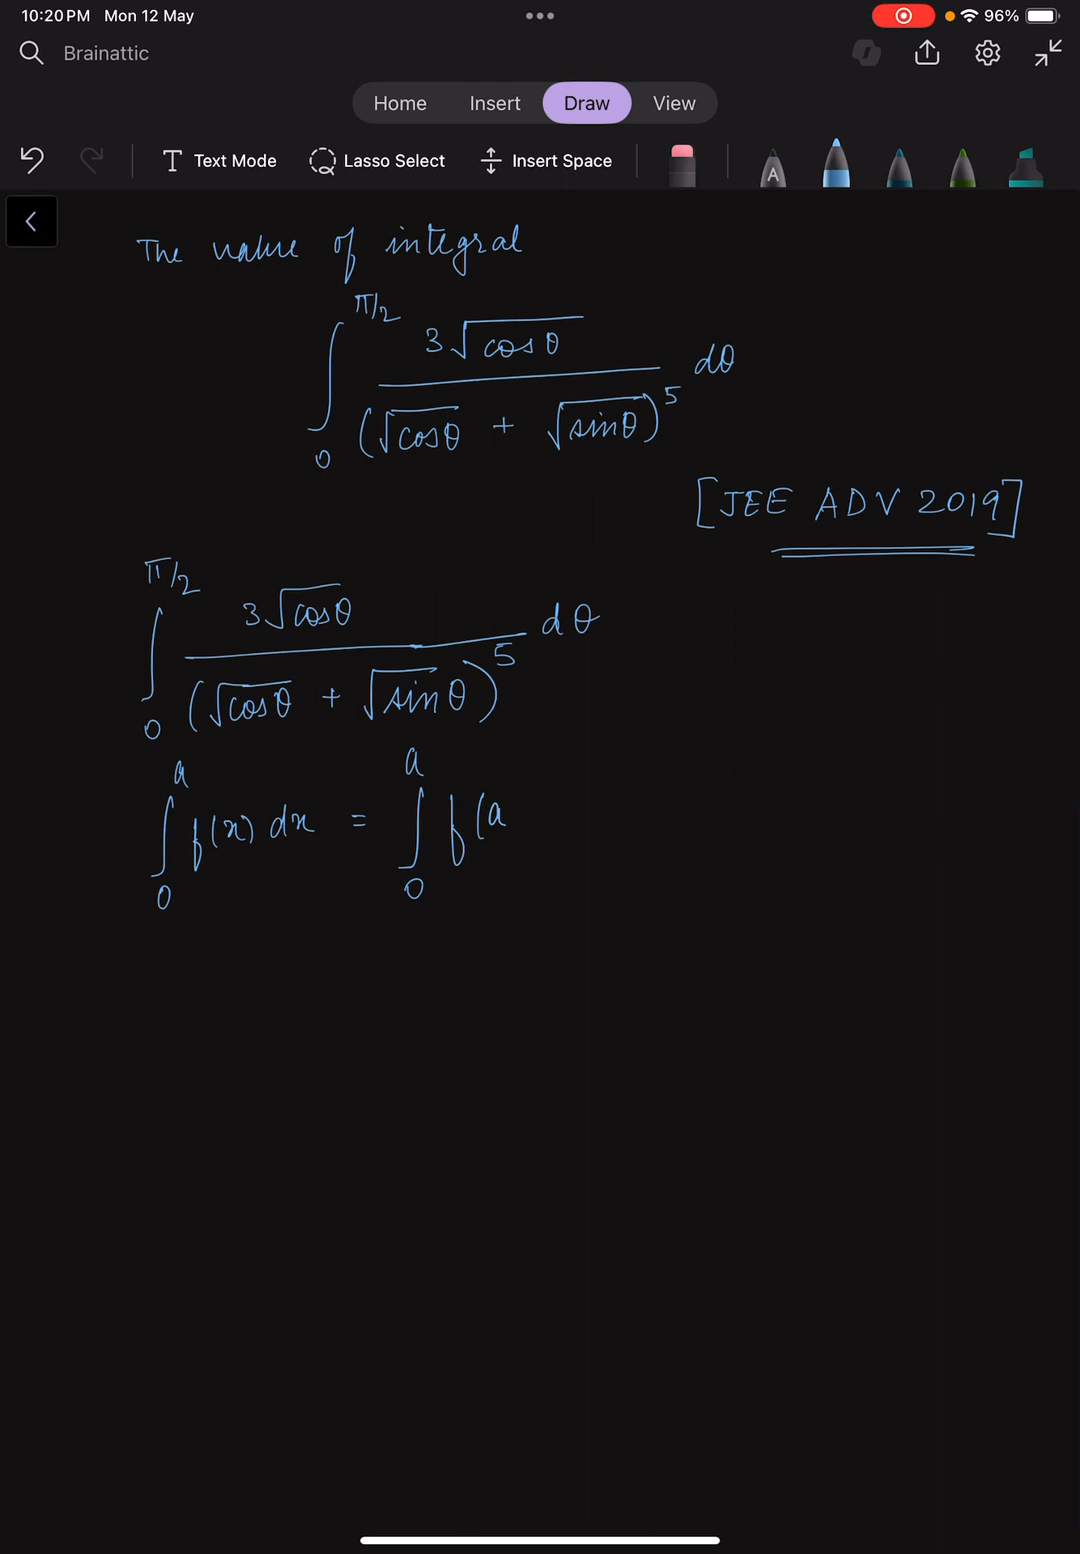 10:20 PM Mon 12 May
96%
Brainattic
Home Insert Draw View
T Text Mode Lasso Select Insert Space
A
The value of integral
∫₀^{π/2} 3√cosθ / (√cosθ + √sinθ)^5 dθ
[JEE ADV 2019]
∫₀^{π/2} 3√cosθ / (√cosθ + √sinθ)^5 dθ
∫₀^a f(x) dx = ∫₀^a f(a